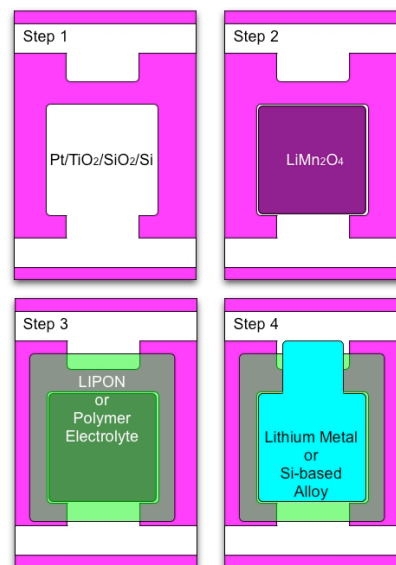 Step 1
Pt/TiO₂/SiO₂/Si
Step 2
LiMn₂O₄
Step 3
LIPON
or
Polymer
Electrolyte
Step 4
Lithium Metal
or
Si-based
Alloy